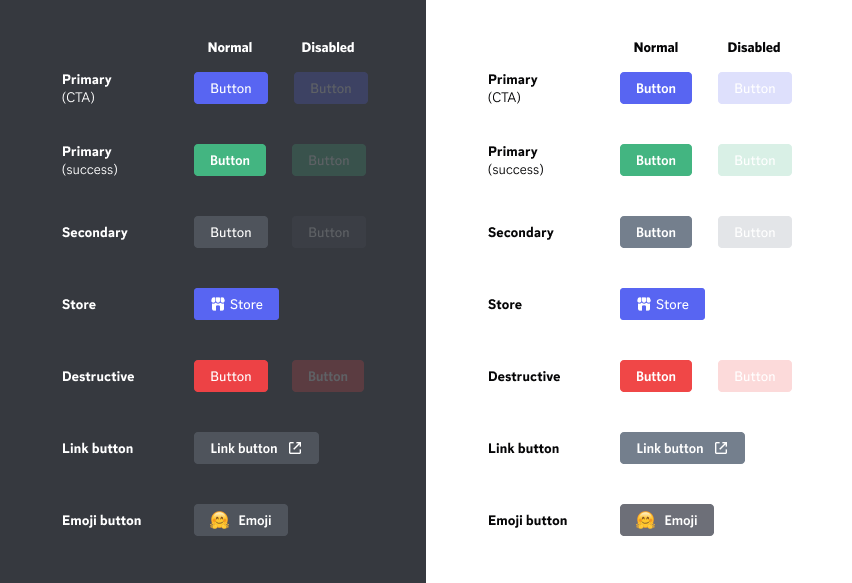 Normal Disabled
Primary
(CTA)
Button Button
Primary
(success)
Button Button
Secondary Button Button
Store Store
Destructive Button Button
Link button Link button
Emoji button 🤗 Emoji
Normal Disabled
Primary
(CTA)
Button Button
Primary
(success)
Button Button
Secondary Button Button
Store Store
Destructive Button Button
Link button Link button
Emoji button 🤗 Emoji